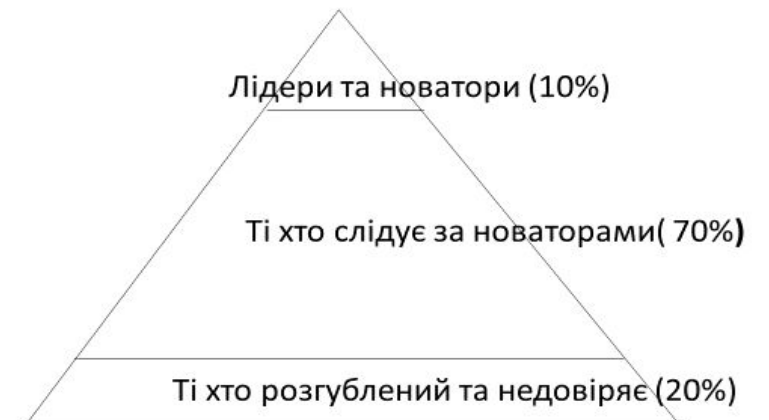 Лідери та новатори (10%)
Ті хто слідує за новаторами( 70%)
Ті хто розгублений та недовіряє (20%)